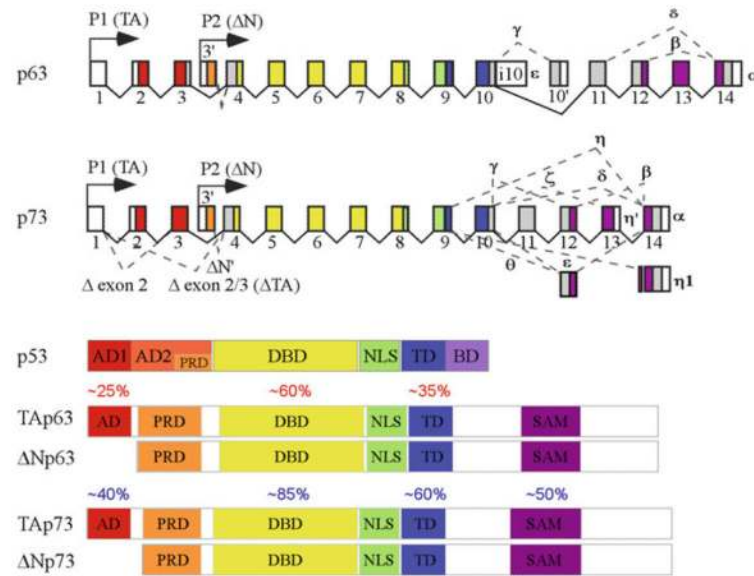 P1 (TA) P2 (ΔN) γ δ β
p63 3' i10 ε α
1 2 3 4 5 6 7 8 9 10 10' 11 12 13 14
P1 (TA) P2 (ΔN) η γ ζ δ β
p73 3' η' α
1 2 3 4 5 6 7 8 9 10 11 12 13 14
ΔN' θ ε η1
Δ exon 2 Δ exon 2/3 (ΔTA)
p53 AD1 AD2 PRD DBD NLS TD BD
~25% ~60% ~35%
TAp63 AD PRD DBD NLS TD SAM
ΔNp63 PRD DBD NLS TD SAM
~40% ~85% ~60% ~50%
TAp73 AD PRD DBD NLS TD SAM
ΔNp73 PRD DBD NLS TD SAM